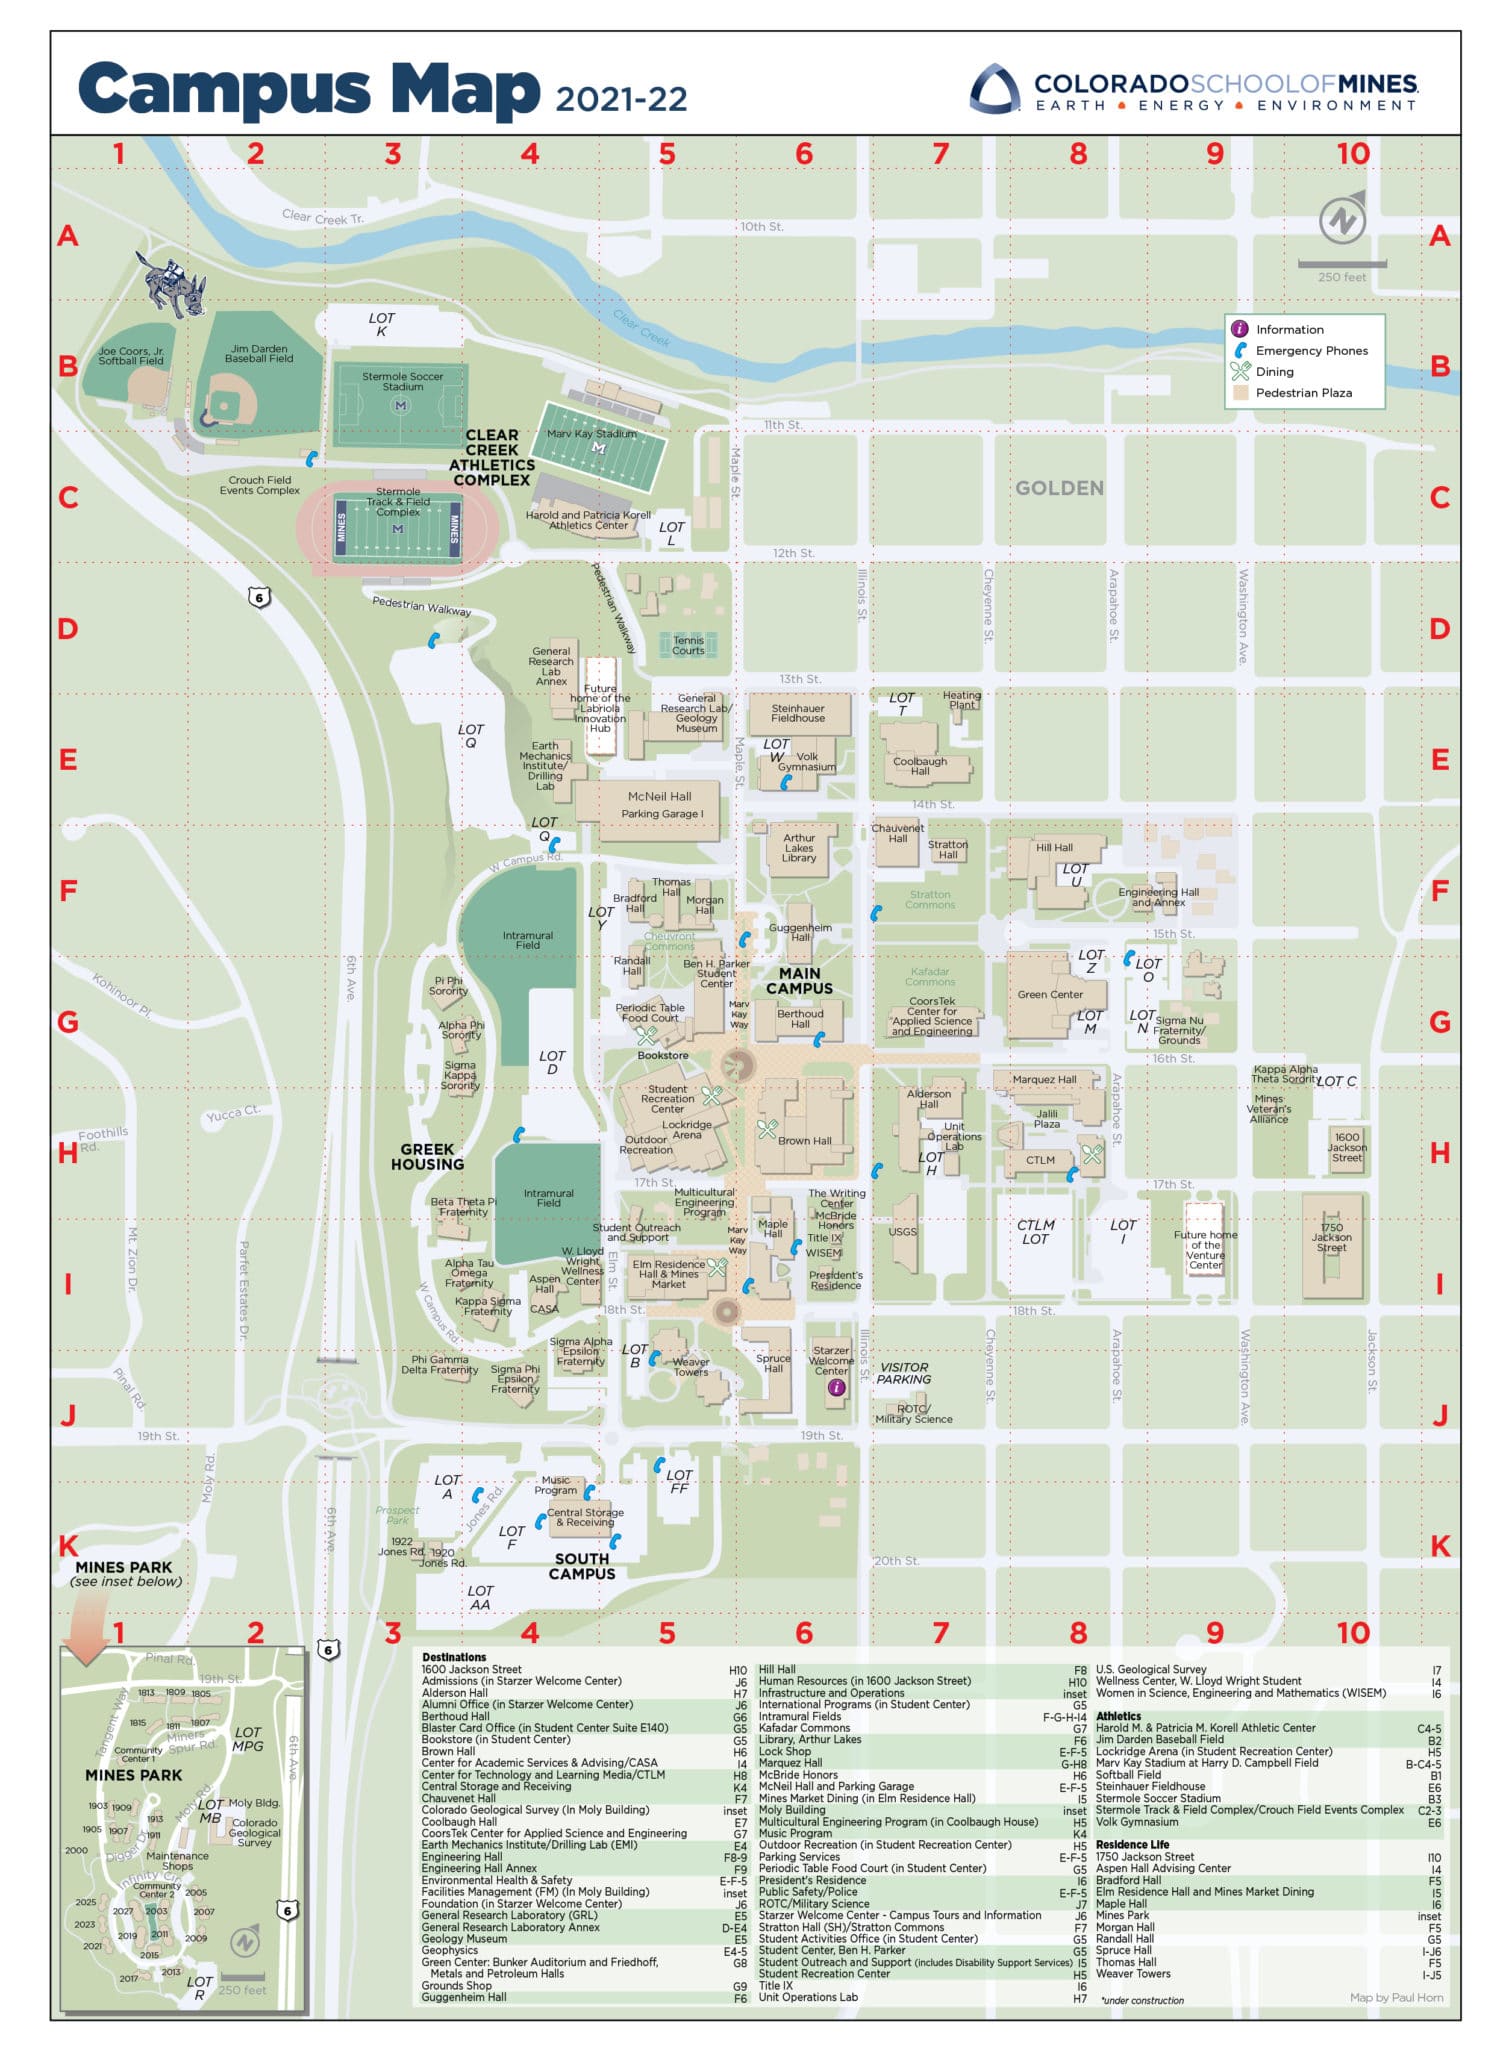 Campus Map 2021-22
COLORADOSCHOOLOFMINES.
EARTH • ENERGY • ENVIRONMENT
1 2 3 4 5 6 7 8 9 10
A
A
Clear Creek Tr.
10th St.
N
250 feet
Clear Creek
Information
Emergency Phones
Dining
Pedestrian Plaza
B
B
LOT
K
Joe Coors, Jr.
Softball Field
Jim Darden
Baseball Field
Stermole Soccer
Stadium
M
11th St.
Marv Kay Stadium
M
CLEAR
CREEK
ATHLETICS
COMPLEX
Maple St.
GOLDEN
C
C
Crouch Field
Events Complex
Stermole
Track & Field
Complex
MINES
M
MINES
Harold and Patricia Korell
Athletics Center
LOT
L
12th St.
Illinois St.
Cheyenne St.
Arapahoe St.
Washington Ave.
6
Pedestrian Walkway
Pedestrian Walkway
D
D
Tennis
Courts
General
Research
Lab
Annex
13th St.
Future
home of the
Labriola
Innovation
Hub
General
Research Lab/
Geology
Museum
Steinhauer
Fieldhouse
LOT
T
Heating
Plant
LOT
Q
Earth
Mechanics
Institute/
Drilling
Lab
Maple St.
LOT
W
Volk
Gymnasium
Coolbaugh
Hall
E
E
McNeil Hall
Parking Garage I
14th St.
LOT
Q
W Campus Rd.
Arthur
Lakes
Library
Chauvenet
Hall
Stratton
Hall
Hill Hall
LOT
U
Engineering Hall
and Annex
F
F
Thomas
Hall
Bradford
Hall
Morgan
Hall
LOT
Y
Cheuvront
Commons
Guggenheim
Hall
Stratton
Commons
15th St.
Intramural
Field
Randall
Hall
Ben H. Parker
Student
Center
MAIN
CAMPUS
Kafadar
Commons
LOT
Z
LOT
O
6th Ave.
Kohinoor Pl.
Pi Phi
Sorority
Green Center
Periodic Table
Food Court
Marv
Kay
Way
Berthoud
Hall
CoorsTek
Center for
Applied Science
and Engineering
LOT
M
LOT
N
Sigma Nu
Fraternity/
Grounds
G
G
Alpha Phi
Sorority
Bookstore
16th St.
LOT
D
Sigma
Kappa
Sorority
Student
Recreation
Center
Marquez Hall
Arapahoe St.
Kappa Alpha
Theta Sorority
LOT C
Yucca Ct.
Foothills
Rd.
Alderson
Hall
Jalili
Plaza
Mines
Veteran's
Alliance
Lockridge
Arena
Outdoor
Recreation
Brown Hall
Unit
Operations
Lab
LOT
H
CTLM
1600
Jackson
Street
H
H
GREEK
HOUSING
17th St.
17th St.
Intramural
Field
Beta Theta Pi
Fraternity
Multicultural
Engineering
Program
The Writing
Center
McBride
Honors
Title IX
WISEM
Student Outreach
and Support
Marv
Kay
Way
Maple
Hall
USGS
CTLM
LOT
LOT
I
Future home
of the
Venture
Center
1750
Jackson
Street
Mt. Zion Dr.
Parfet Estates Dr.
Alpha Tau
Omega
Fraternity
W. Lloyd
Wright
Wellness
Center
Elm St.
Elm Residence
Hall & Mines
Market
President's
Residence
I
I
Aspen
Hall
Kappa Sigma
Fraternity
CASA
W Campus Rd.
18th St.
18th St.
Pinal Rd.
Sigma Alpha
Epsilon
Fraternity
LOT
B
Phi Gamma
Delta Fraternity
Sigma Phi
Epsilon
Fraternity
Weaver
Towers
Spruce
Hall
Starzer
Welcome
Center
Illinois St.
VISITOR
PARKING
ROTC/
Military Science
Cheyenne St.
Arapahoe St.
Washington Ave.
Jackson St.
J
J
19th St.
19th St.
Moly Rd.
LOT
A
Music
Program
LOT
FF
Prospect
Park
Jones Rd.
LOT
F
Central Storage
& Receiving
6th Ave.
1922
Jones Rd.
1920
Jones Rd.
SOUTH
CAMPUS
20th St.
K
K
MINES PARK
(see inset below)
LOT
AA
1 2 3 4 5 6 7 8 9 10
6
Pinal Rd.
19th St.
Tangent Way
1813 1809 1805
1815 1811 1807
Miners
Spur Rd.
LOT
MPG
Community
Center 1
6th Ave.
MINES PARK
Moly Rd.
1903 1909
1913
LOT
MB
Moly Bldg.
1905 1907 1911
Colorado
Geological
Survey
2000
Digger Dr.
Maintenance
Shops
Infinity Cir.
Community
Center 2
2005
2025
2027 2003 2007
2023
2019 2011 2009
2021
2015
2017 2013
LOT
R
N
250 feet
6
Destinations
1600 Jackson Street H10
Admissions (in Starzer Welcome Center) J6
Alderson Hall H7
Alumni Office (in Starzer Welcome Center) J6
Berthoud Hall G6
Blaster Card Office (in Student Center Suite E140) G5
Bookstore (in Student Center) G5
Brown Hall H6
Center for Academic Services & Advising/CASA I4
Center for Technology and Learning Media/CTLM H8
Central Storage and Receiving K4
Chauvenet Hall F7
Colorado Geological Survey (In Moly Building) inset
Coolbaugh Hall E7
CoorsTek Center for Applied Science and Engineering G7
Earth Mechanics Institute/Drilling Lab (EMI) E4
Engineering Hall F8-9
Engineering Hall Annex F9
Environmental Health & Safety E-F-5
Facilities Management (FM) (In Moly Building) inset
Foundation (in Starzer Welcome Center) J6
General Research Laboratory (GRL) E5
General Research Laboratory Annex D-E4
Geology Museum E5
Geophysics E4-5
Green Center: Bunker Auditorium and Friedhoff,
Metals and Petroleum Halls G8
Grounds Shop G9
Guggenheim Hall F6
Hill Hall F8
Human Resources (in 1600 Jackson Street) H10
Infrastructure and Operations inset
International Programs (in Student Center) G5
Intramural Fields F-G-H-I4
Kafadar Commons G7
Library, Arthur Lakes F6
Lock Shop E-F-5
Marquez Hall G-H8
McBride Honors H6
McNeil Hall and Parking Garage E-F-5
Mines Market Dining (in Elm Residence Hall) I5
Moly Building inset
Multicultural Engineering Program (in Coolbaugh House) H5
Music Program K4
Outdoor Recreation (in Student Recreation Center) H5
Parking Services E-F-5
Periodic Table Food Court (in Student Center) G5
President's Residence I6
Public Safety/Police E-F-5
ROTC/Military Science J7
Starzer Welcome Center - Campus Tours and Information J6
Stratton Hall (SH)/Stratton Commons F7
Student Activities Office (in Student Center) G5
Student Center, Ben H. Parker G5
Student Outreach and Support (includes Disability Support Services) I5
Student Recreation Center H5
Title IX I6
Unit Operations Lab H7
U.S. Geological Survey I7
Wellness Center, W. Lloyd Wright Student I4
Women in Science, Engineering and Mathematics (WISEM) I6
Athletics
Harold M. & Patricia M. Korell Athletic Center C4-5
Jim Darden Baseball Field B2
Lockridge Arena (in Student Recreation Center) H5
Marv Kay Stadium at Harry D. Campbell Field B-C4-5
Softball Field B1
Steinhauer Fieldhouse E6
Stermole Soccer Stadium B3
Stermole Track & Field Complex/Crouch Field Events Complex C2-3
Volk Gymnasium E6
Residence Life
1750 Jackson Street I10
Aspen Hall Advising Center I4
Bradford Hall F5
Elm Residence Hall and Mines Market Dining I5
Maple Hall I6
Mines Park inset
Morgan Hall F5
Randall Hall G5
Spruce Hall I-J6
Thomas Hall F5
Weaver Towers I-J5
*under construction
Map by Paul Horn